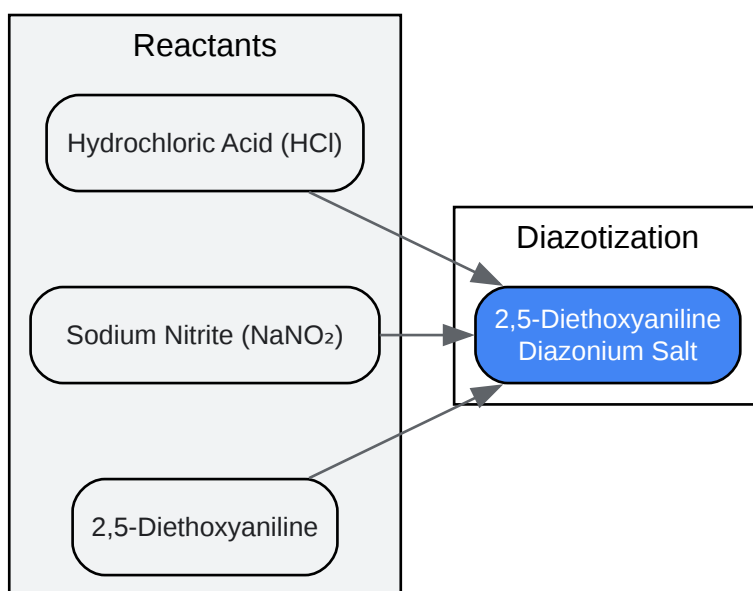 Reactants
Hydrochloric Acid (HCl)
Sodium Nitrite (NaNO₂)
2,5-Diethoxyaniline
Diazotization
2,5-Diethoxyaniline
Diazonium Salt